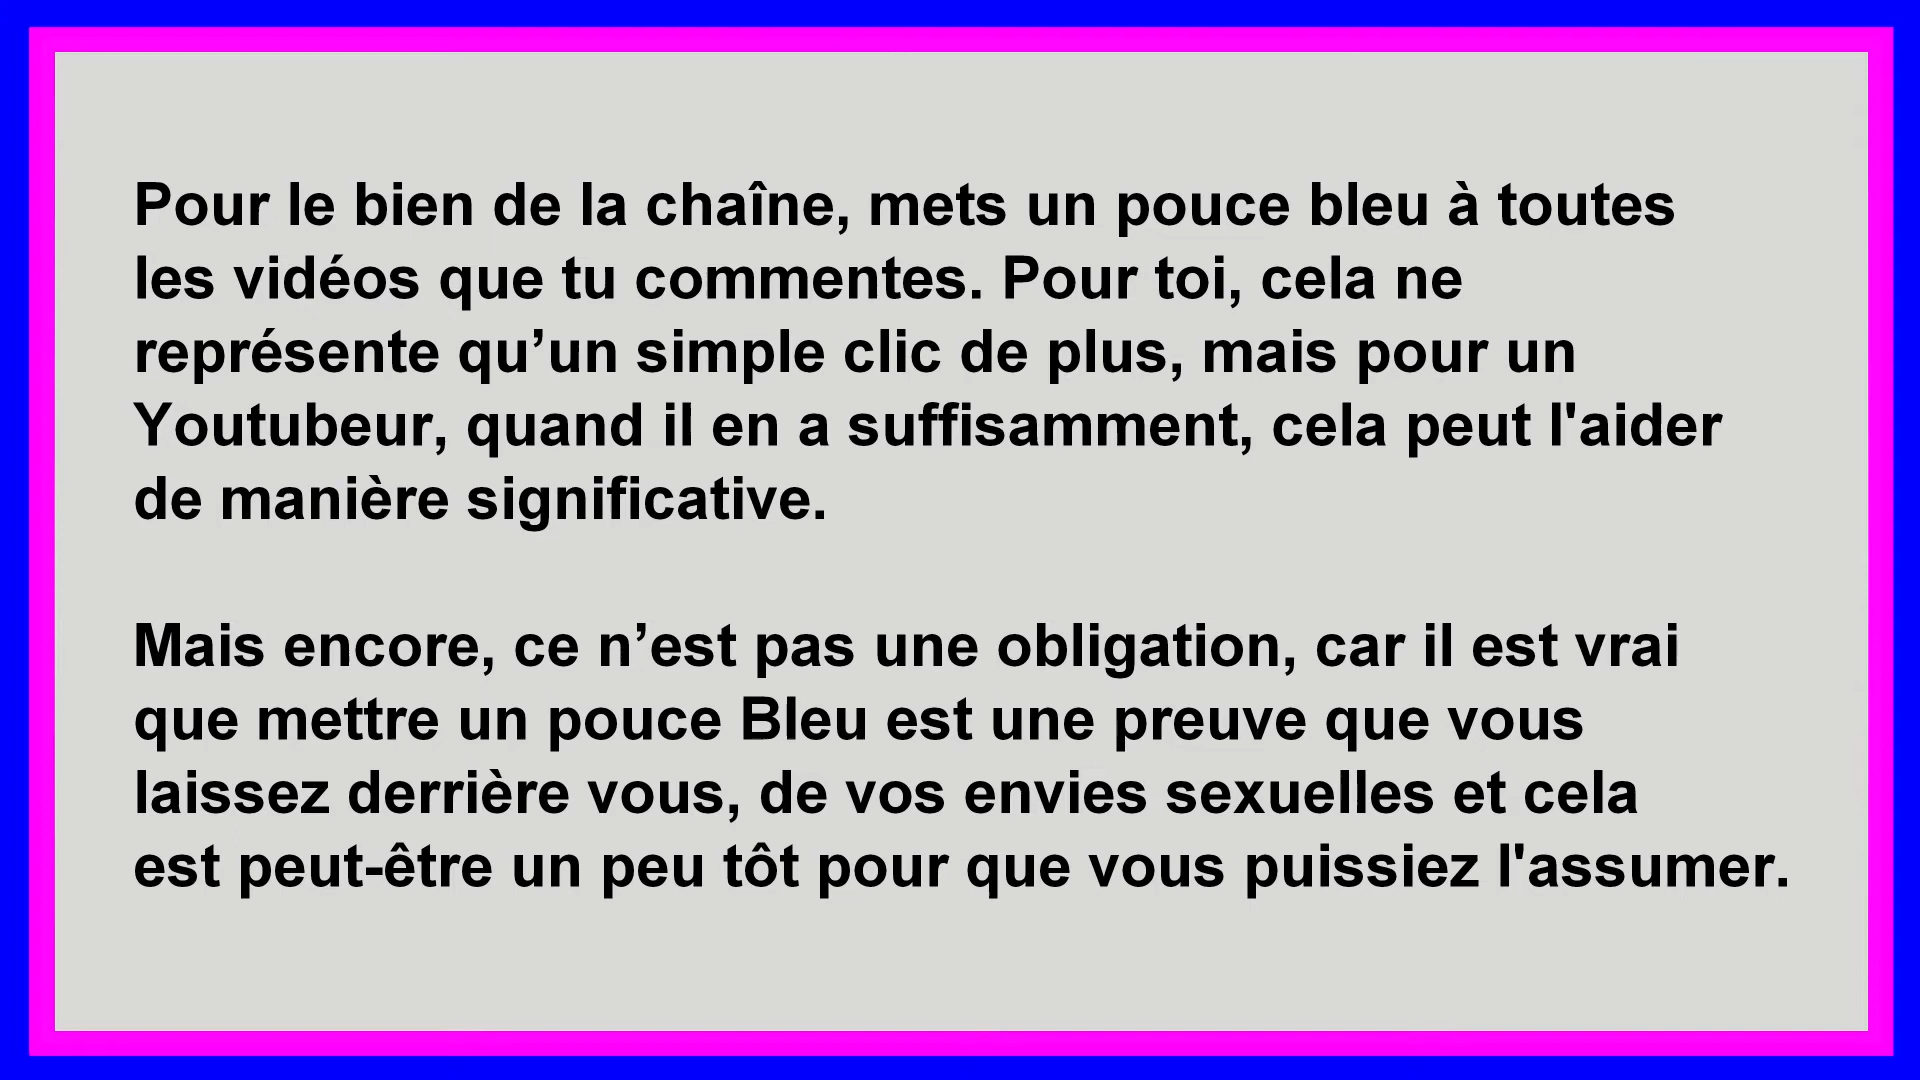 Pour le bien de la chaîne, mets un pouce bleu à toutes
les vidéos que tu commentes. Pour toi, cela ne
représente qu’un simple clic de plus, mais pour un
Youtubeur, quand il en a suffisamment, cela peut l'aider
de manière significative.
Mais encore, ce n’est pas une obligation, car il est vrai
que mettre un pouce Bleu est une preuve que vous
laissez derrière vous, de vos envies sexuelles et cela
est peut-être un peu tôt pour que vous puissiez l'assumer.